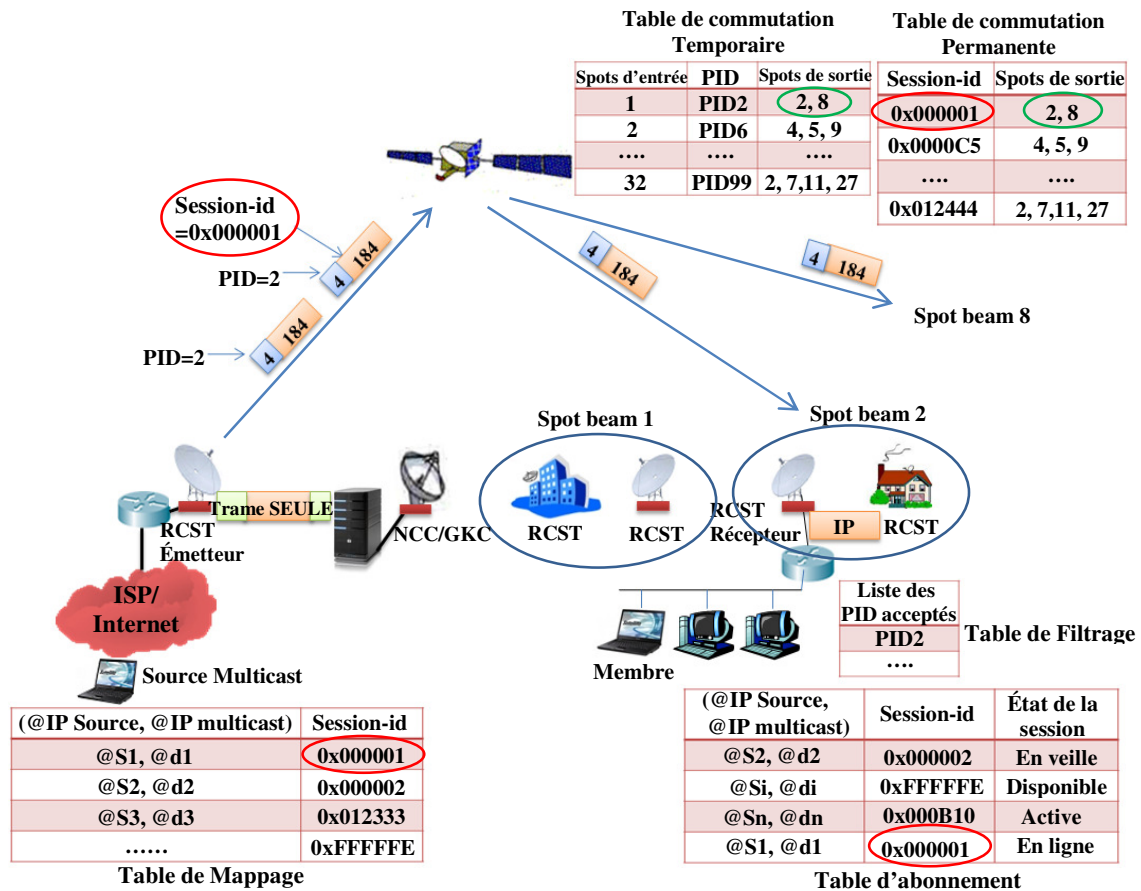 Table de commutation
Temporaire
Spots d'entrée PID Spots de sortie
1 PID2 2, 8
2 PID6 4, 5, 9
…. …. ….
32 PID99 2, 7,11, 27
Table de commutation
Permanente
Session-id Spots de sortie
0x000001 2, 8
0x0000C5 4, 5, 9
…. ….
0x012444 2, 7,11, 27
Session-id
=0x000001
4 184
PID=2
4 184
PID=2
4 184
4 184
Spot beam 8
Spot beam 1
Spot beam 2
Trame SEULE
RCST
Émetteur
NCC/GKC
RCST
RCST
RCST
Récepteur
IP
RCST
ISP/
Internet
Source Multicast
Membre
Liste des
PID acceptés
PID2
….
Table de Filtrage
(@IP Source, @IP multicast) Session-id
@S1, @d1 0x000001
@S2, @d2 0x000002
@S3, @d3 0x012333
…… 0xFFFFFE
Table de Mappage
(@IP Source,
@IP multicast) Session-id État de la
session
@S2, @d2 0x000002 En veille
@Si, @di 0xFFFFFE Disponible
@Sn, @dn 0x000B10 Active
@S1, @d1 0x000001 En ligne
Table d'abonnement